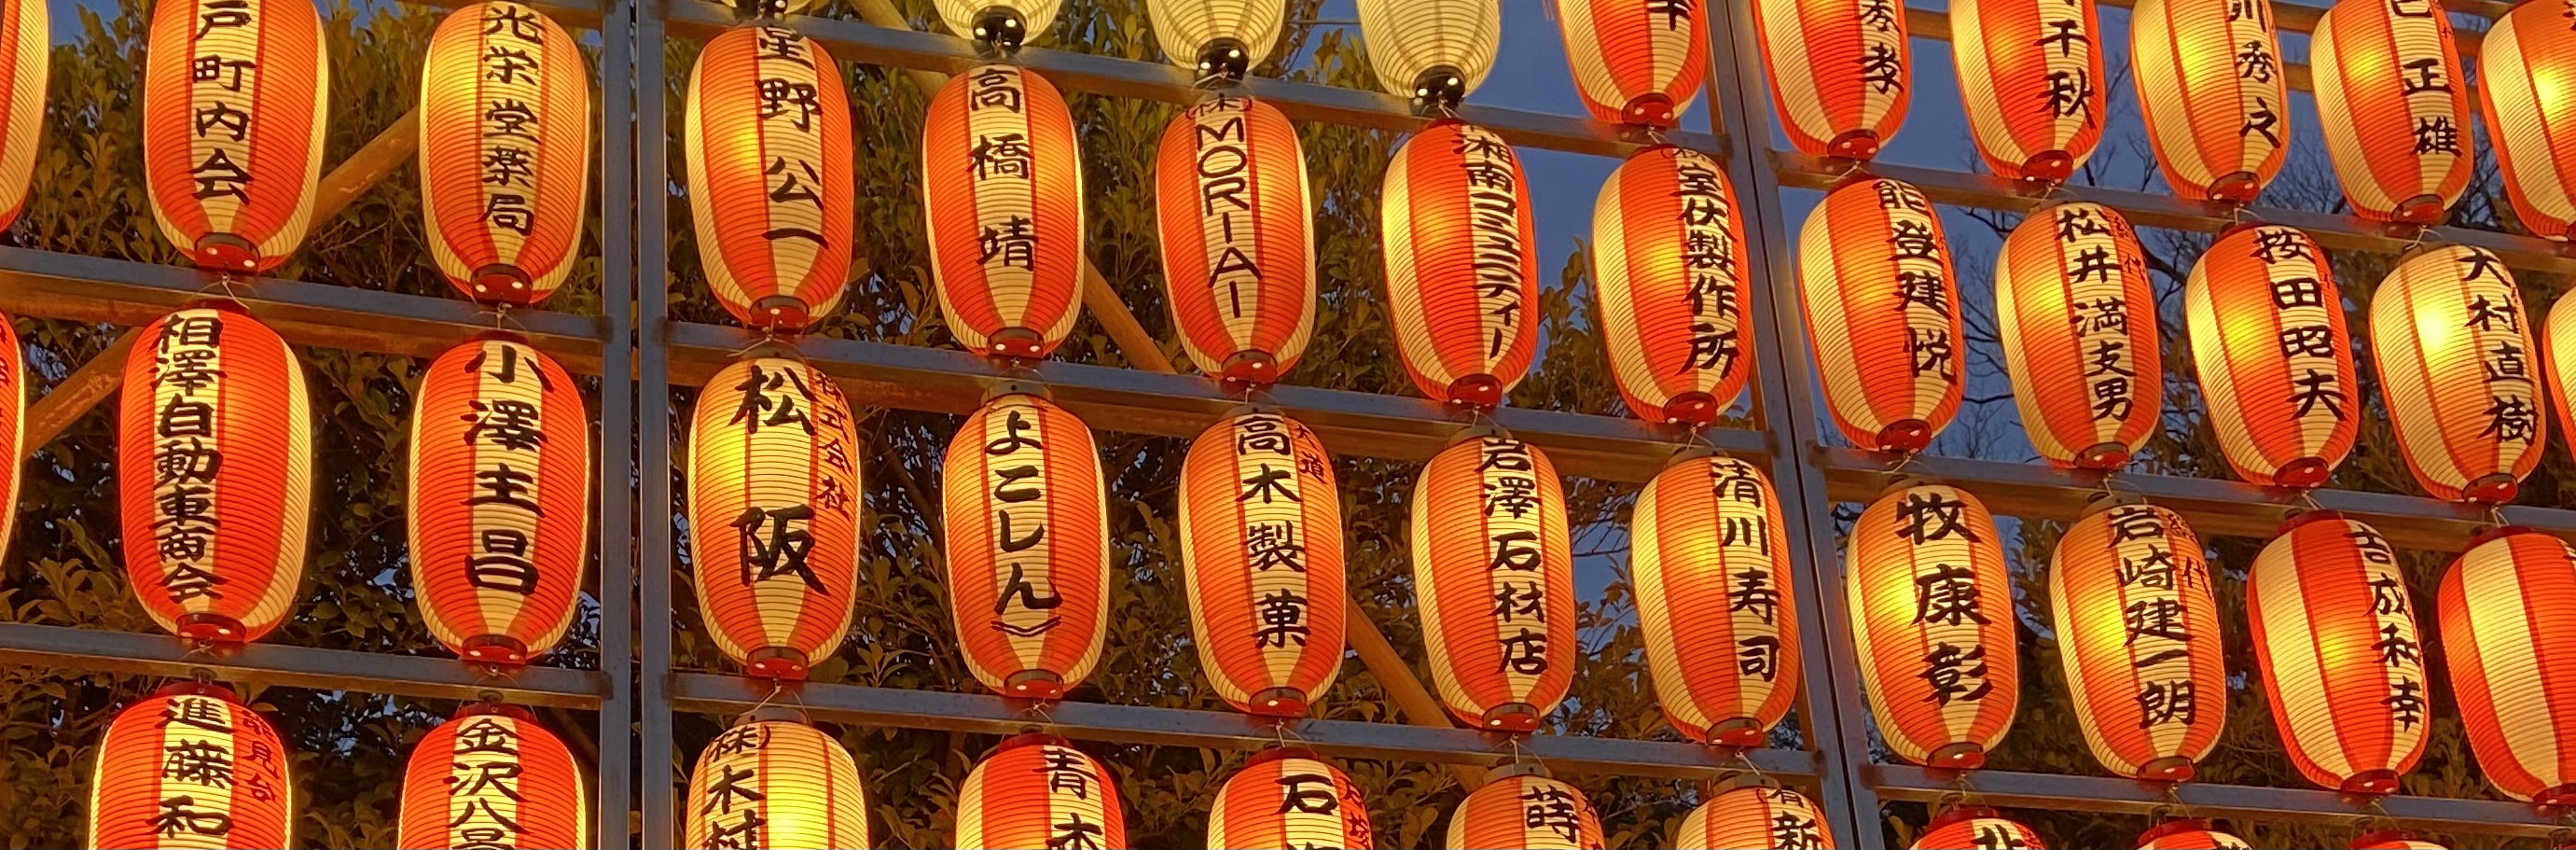 戸町内会
光栄堂薬局
星野公一
高橋靖
(株)MORIAI
湘南コミュニティー
宝伏製作所
秀孝
千秋
川秀之
正雄
能登建悦
松井満支男
按田昭夫
大村直樹
相澤自動車商会
小澤主昌
株式会社
松阪
よこしん》
高木製菓
岩澤石材店
清川寿司
牧康彰
総代
岩崎建一朗
吉成和幸
進藤和
金沢八景
(株)木村
青木
石
蒔
新
北